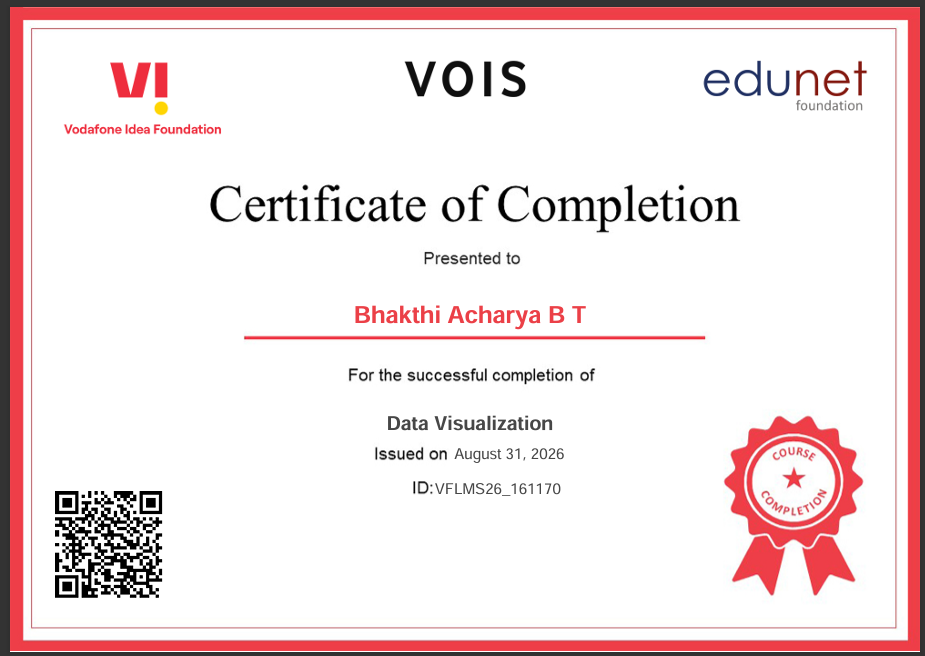 VI
Vodafone Idea Foundation
VOIS
edunet
foundation
Certificate of Completion
Presented to
Bhakthi Acharya B T
For the successful completion of
Data Visualization
Issued on August 31, 2026
ID:VFLMS26_161170
COURSE
COMPLETION